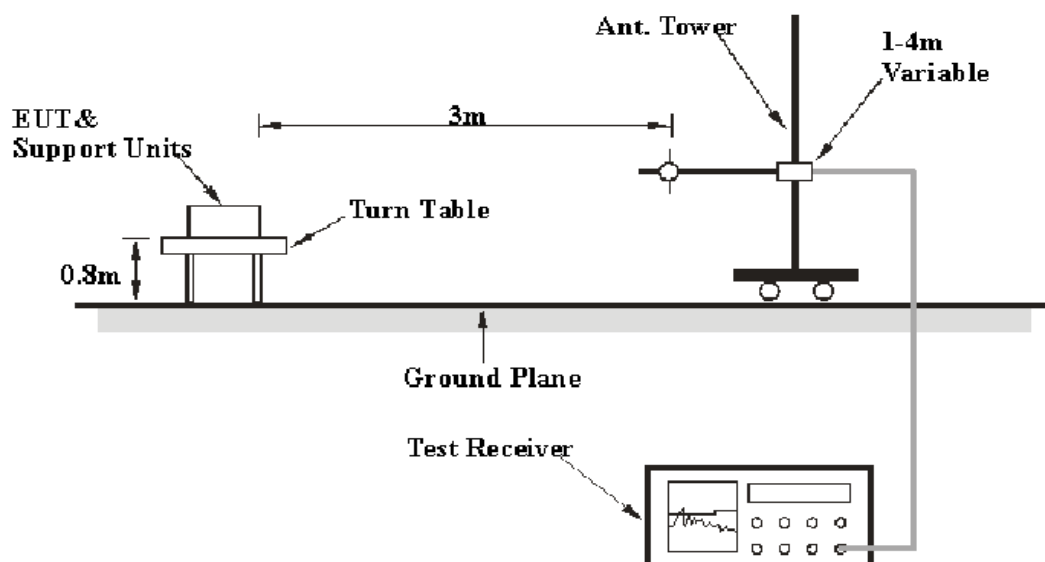 Ant. Tower
1-4m
Variable
3m
EUT&
Support Units
Turn Table
0.8m
Ground Plane
Test Receiver